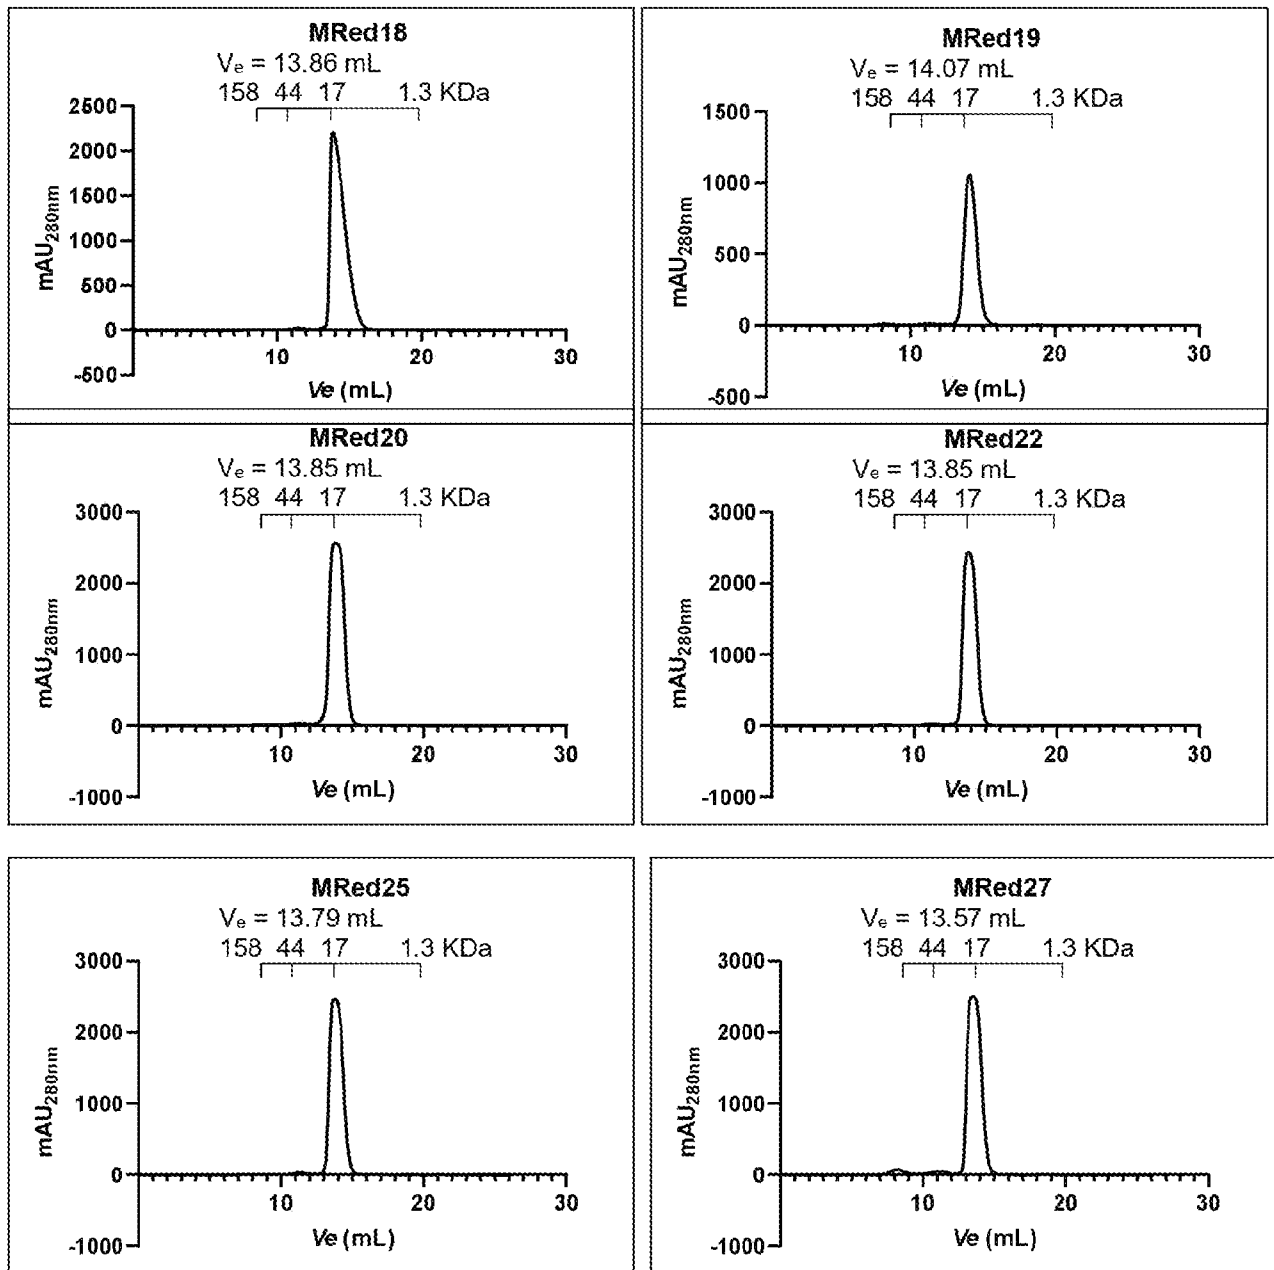 MRed18
Vₑ = 13.86 mL
158 44 17 1.3 KDa
2500
2000
1500
1000
500
0
-500
mAU280nm
10 20 30
Ve (mL)
MRed19
Vₑ = 14.07 mL
158 44 17 1.3 KDa
1500
1000
500
0
-500
mAU280nm
10 20 30
Ve (mL)
MRed20
Vₑ = 13.85 mL
158 44 17 1.3 KDa
3000
2000
1000
0
-1000
mAU280nm
10 20 30
Ve (mL)
MRed22
Vₑ = 13.85 mL
158 44 17 1.3 KDa
3000
2000
1000
0
-1000
mAU280nm
10 20 30
Ve (mL)
MRed25
Vₑ = 13.79 mL
158 44 17 1.3 KDa
3000
2000
1000
0
-1000
mAU280nm
10 20 30
Ve (mL)
MRed27
Vₑ = 13.57 mL
158 44 17 1.3 KDa
3000
2000
1000
0
-1000
mAU280nm
10 20 30
Ve (mL)